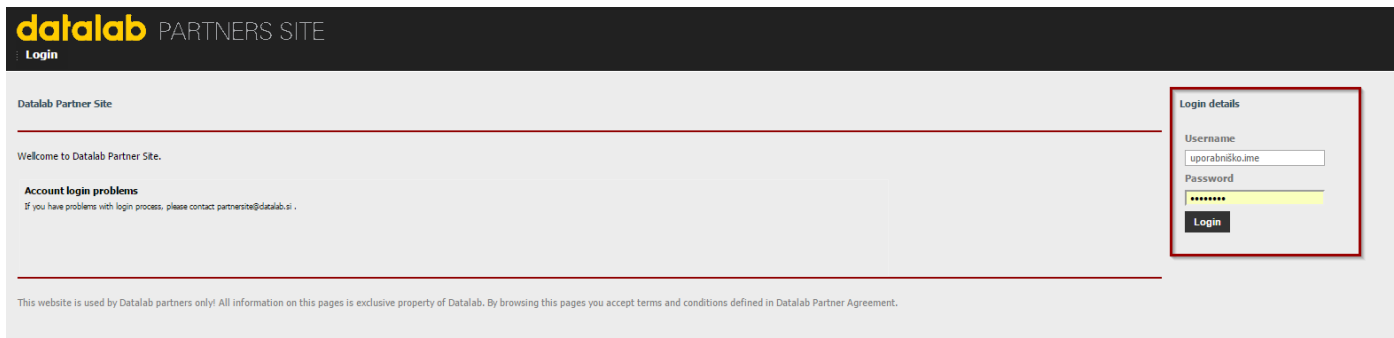 datalab PARTNERS SITE
Login
Datalab Partner Site
Wellcome to Datalab Partner Site.
Account login problems
If you have problems with login process, please contact partnersite@datalab.si .
This website is used by Datalab partners only! All information on this pages is exclusive property of Datalab. By browsing this pages you accept terms and conditions defined in Datalab Partner Agreement.
Login details
Username
uporabniško.ime
Password
••••••••
Login